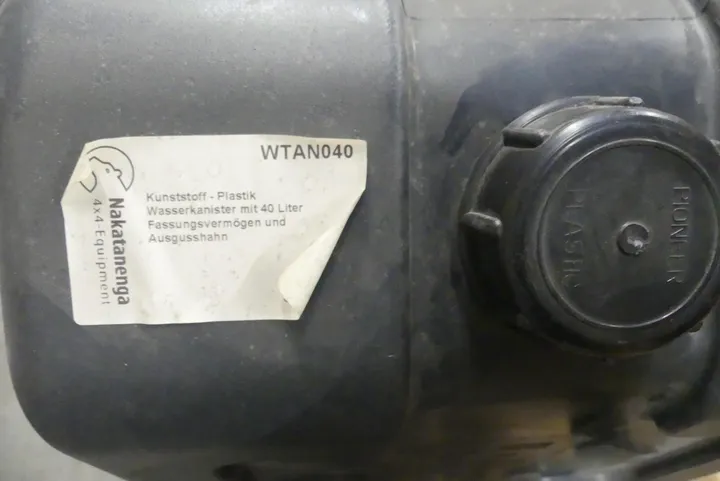 WTAN040
Kunststoff - Plastik
Wasserkanister mit 40 Liter
Fassungsvermögen und
Ausgusshahn
Nakatanenga
4x4-Equipment
PIONEER
PLASTIC